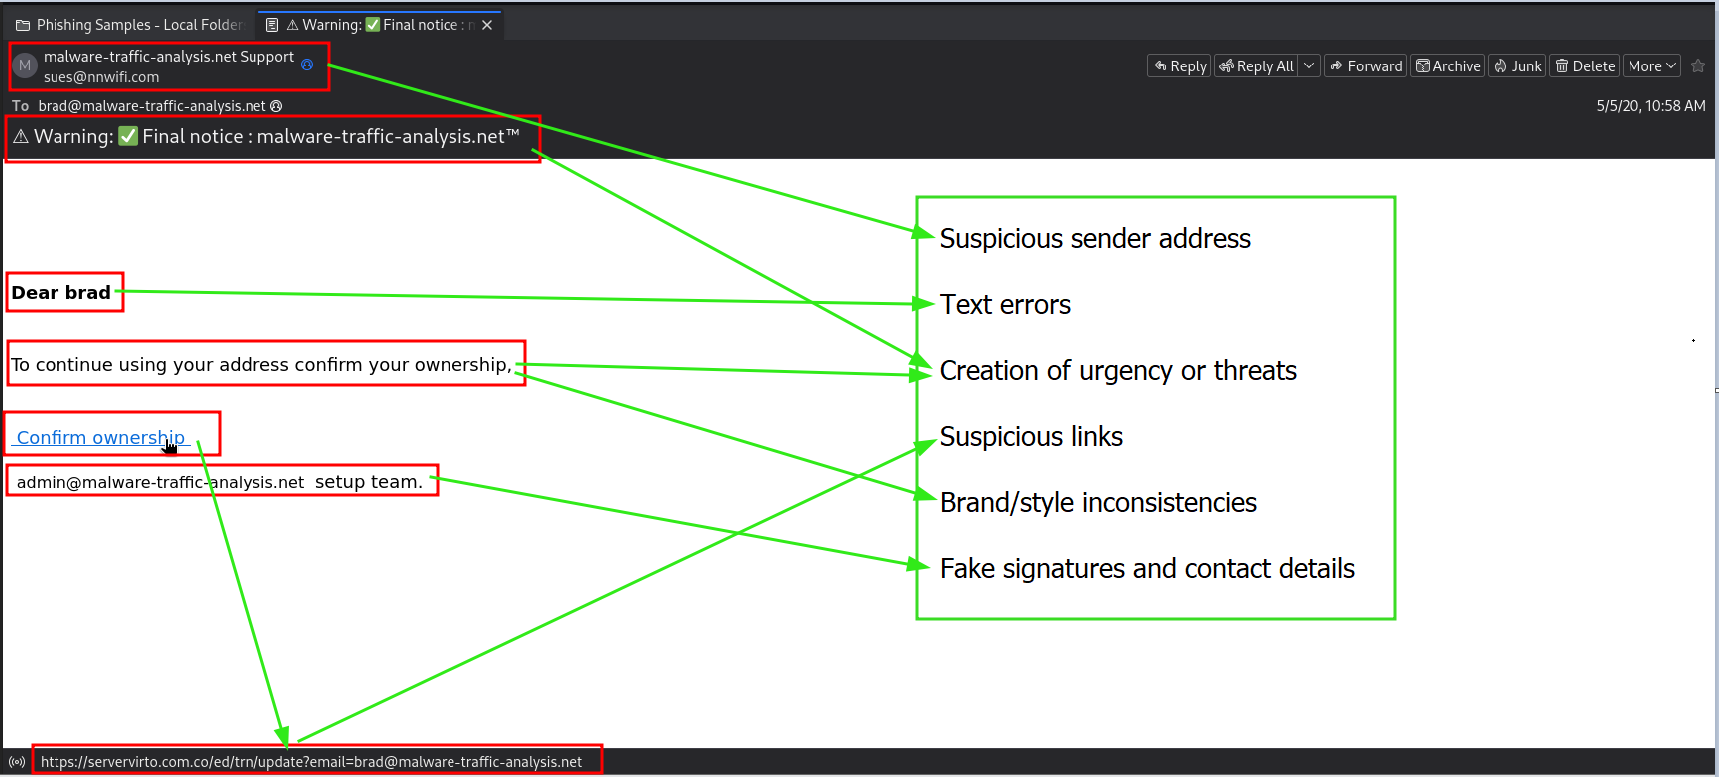 Phishing Samples - Local Folder
⚠ Warning: ✅ Final notice : n
M
malware-traffic-analysis.net Support
sues@nnwifi.com
Reply
Reply All
Forward
Archive
Junk
Delete
More
To brad@malware-traffic-analysis.net
5/5/20, 10:58 AM
⚠ Warning: ✅ Final notice : malware-traffic-analysis.net™
Suspicious sender address
Dear brad
Text errors
To continue using your address confirm your ownership,
Creation of urgency or threats
Confirm ownership
Suspicious links
admin@malware-traffic-analysis.net setup team.
Brand/style inconsistencies
Fake signatures and contact details
https://servervirto.com.co/ed/trn/update?email=brad@malware-traffic-analysis.net